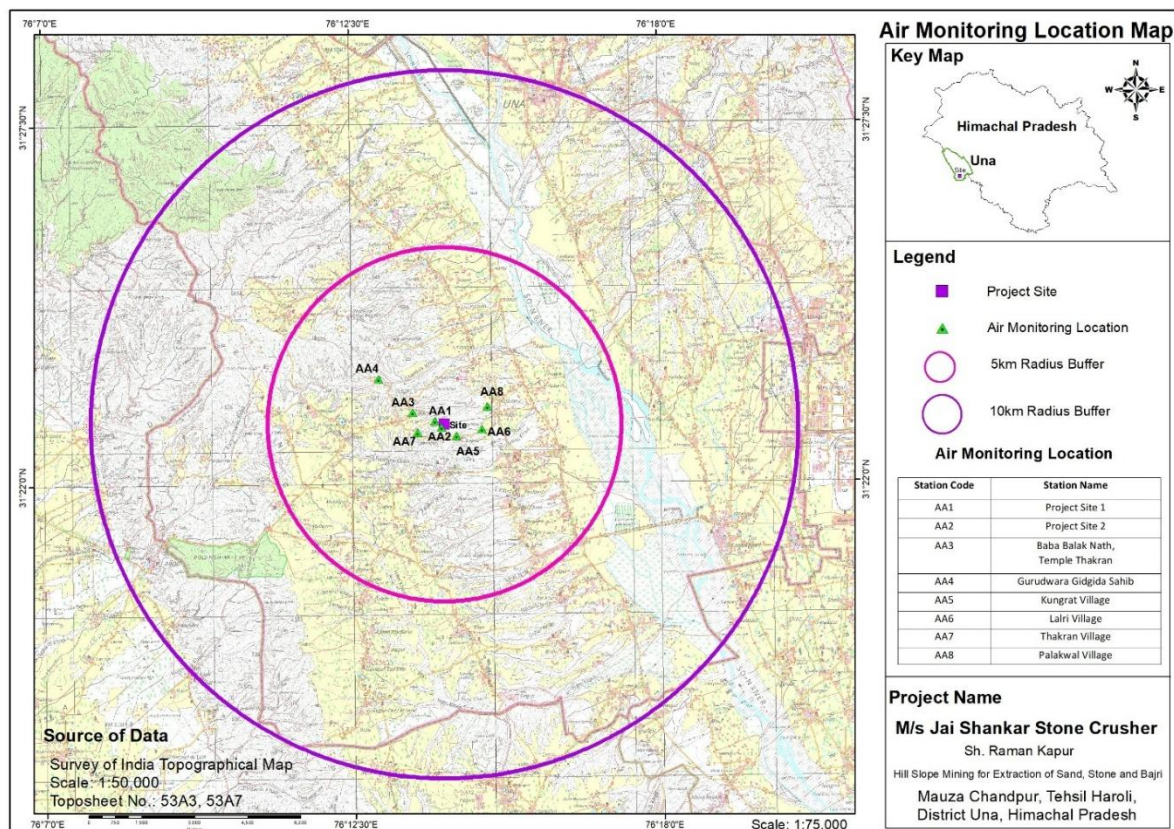 Air Monitoring Location Map
76°7'0"E
76°12'30"E
76°18'0"E
31°27'30"N
31°27'30"N
31°22'0"N
31°22'0"N
UNA
AA4
AA3
AA1
AA8
Site
AA7
AA2
AA6
AA5
Source of Data
Survey of India Topographical Map
Scale: 1:50,000
Toposheet No.: 53A3, 53A7
76°7'0"E
76°12'30"E
76°18'0"E
Scale: 1:75,000
Key Map
N
W E
S
Himachal Pradesh
Una
Site
Legend
Project Site
Air Monitoring Location
5km Radius Buffer
10km Radius Buffer
Air Monitoring Location
Station Code Station Name
AA1 Project Site 1
AA2 Project Site 2
AA3 Baba Balak Nath,
Temple Thakran
AA4 Gurudwara Gidgida Sahib
AA5 Kungrat Village
AA6 Lalri Village
AA7 Thakran Village
AA8 Palakwal Village
Project Name
M/s Jai Shankar Stone Crusher
Sh. Raman Kapur
Hill Slope Mining for Extraction of Sand, Stone and Bajri
Mauza Chandpur, Tehsil Haroli,
District Una, Himachal Pradesh